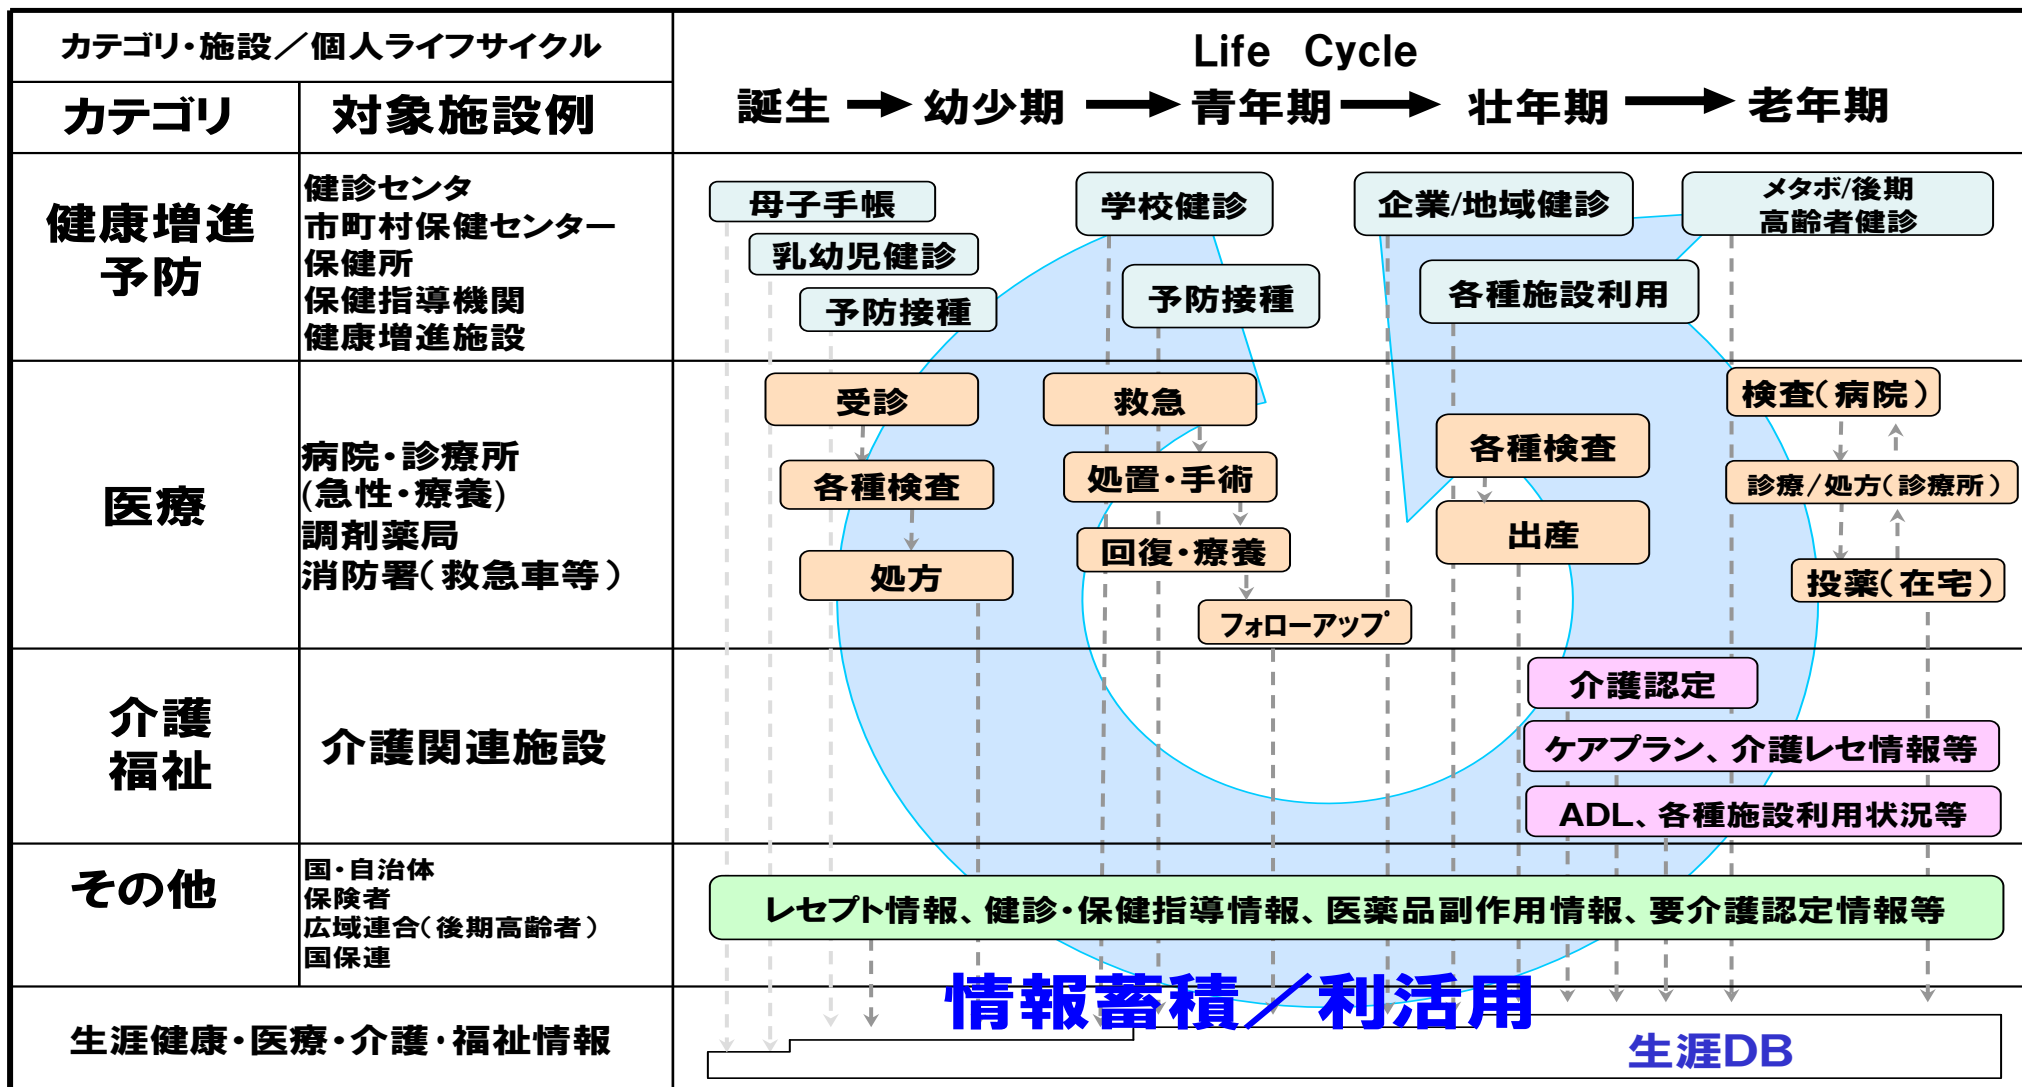 カテゴリ・施設／個人ライフサイクル
Life Cycle
カテゴリ
対象施設例
誕生
幼少期
青年期
壮年期
老年期
健康増進
予防
健診センタ
市町村保健センター
保健所
保健指導機関
健康増進施設
母子手帳
乳幼児健診
予防接種
学校健診
予防接種
企業/地域健診
各種施設利用
メタボ/後期
高齢者健診
医療
病院・診療所
(急性・療養)
調剤薬局
消防署(救急車等)
受診
各種検査
処方
救急
処置・手術
回復・療養
フォローアップ
各種検査
出産
検査(病院)
診療/処方(診療所)
投薬(在宅)
介護
福祉
介護関連施設
介護認定
ケアプラン、介護レセ情報等
ADL、各種施設利用状況等
その他
国・自治体
保険者
広域連合(後期高齢者)
国保連
レセプト情報、健診・保健指導情報、医薬品副作用情報、要介護認定情報等
情報蓄積／利活用
生涯健康・医療・介護・福祉情報
生涯DB